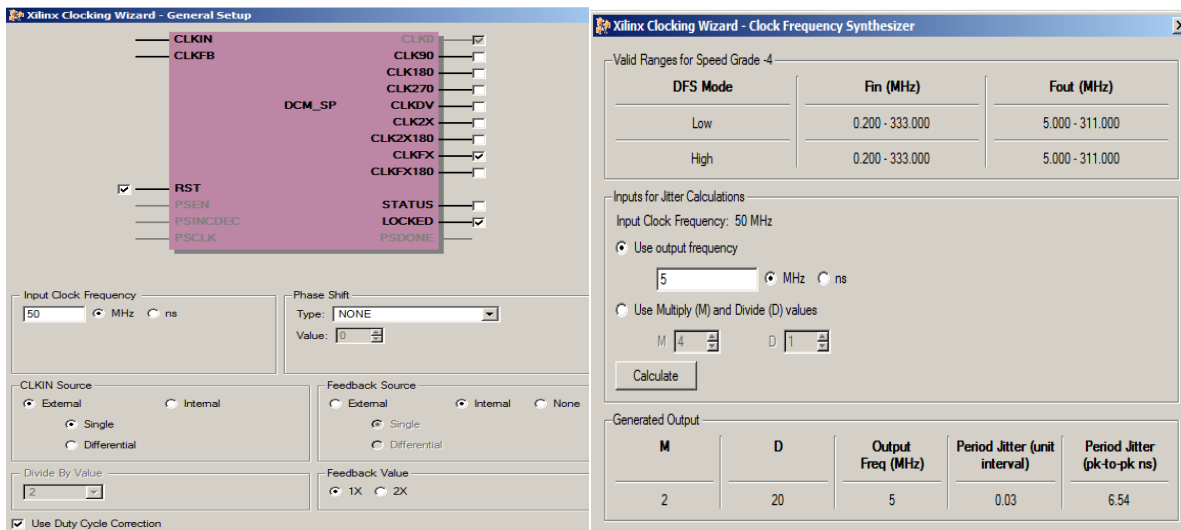 Xilinx Clocking Wizard - General Setup
CLKIN
CLKFB
RST
PSEN
PSINCDEC
PSCLK
DCM_SP
CLK0
CLK90
CLK180
CLK270
CLKDV
CLK2X
CLK2X180
CLKFX
CLKFX180
STATUS
LOCKED
PSDONE
Input Clock Frequency
50 MHz ns
Phase Shift
Type: NONE
Value: 0
CLKIN Source
External Internal
Single
Differential
Feedback Source
External Internal None
Single
Differential
Divide By Value
2
Feedback Value
1X 2X
Use Duty Cycle Correction
Xilinx Clocking Wizard - Clock Frequency Synthesizer
Valid Ranges for Speed Grade -4
DFS Mode Fin (MHz) Fout (MHz)
Low 0.200 - 333.000 5.000 - 311.000
High 0.200 - 333.000 5.000 - 311.000
Inputs for Jitter Calculations
Input Clock Frequency: 50 MHz
Use output frequency
5 MHz ns
Use Multiply (M) and Divide (D) values
M 4 D 1
Calculate
Generated Output
M D Output Freq (MHz) Period Jitter (unit interval) Period Jitter (pk-to-pk ns)
2 20 5 0.03 6.54